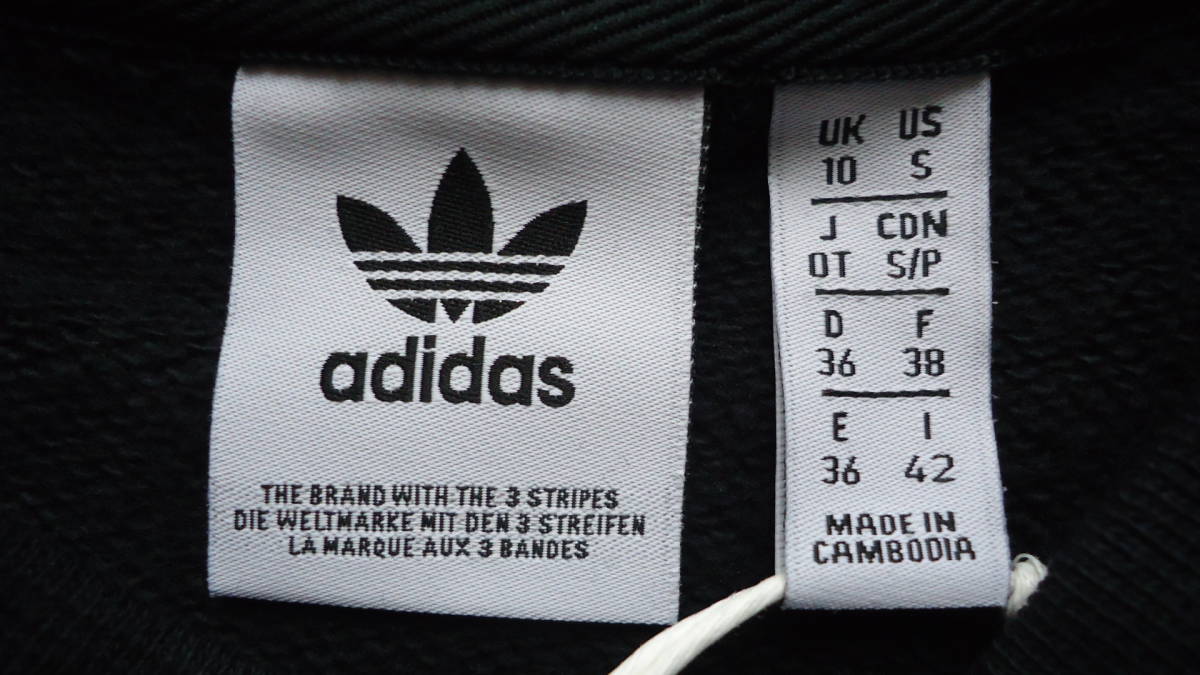 adidas
THE BRAND WITH THE 3 STRIPES
DIE WELTMARKE MIT DEN 3 STREIFEN
LA MARQUE AUX 3 BANDES
UK US
10 S
J CDN
OT S/P
D F
36 38
E I
36 42
MADE IN
CAMBODIA